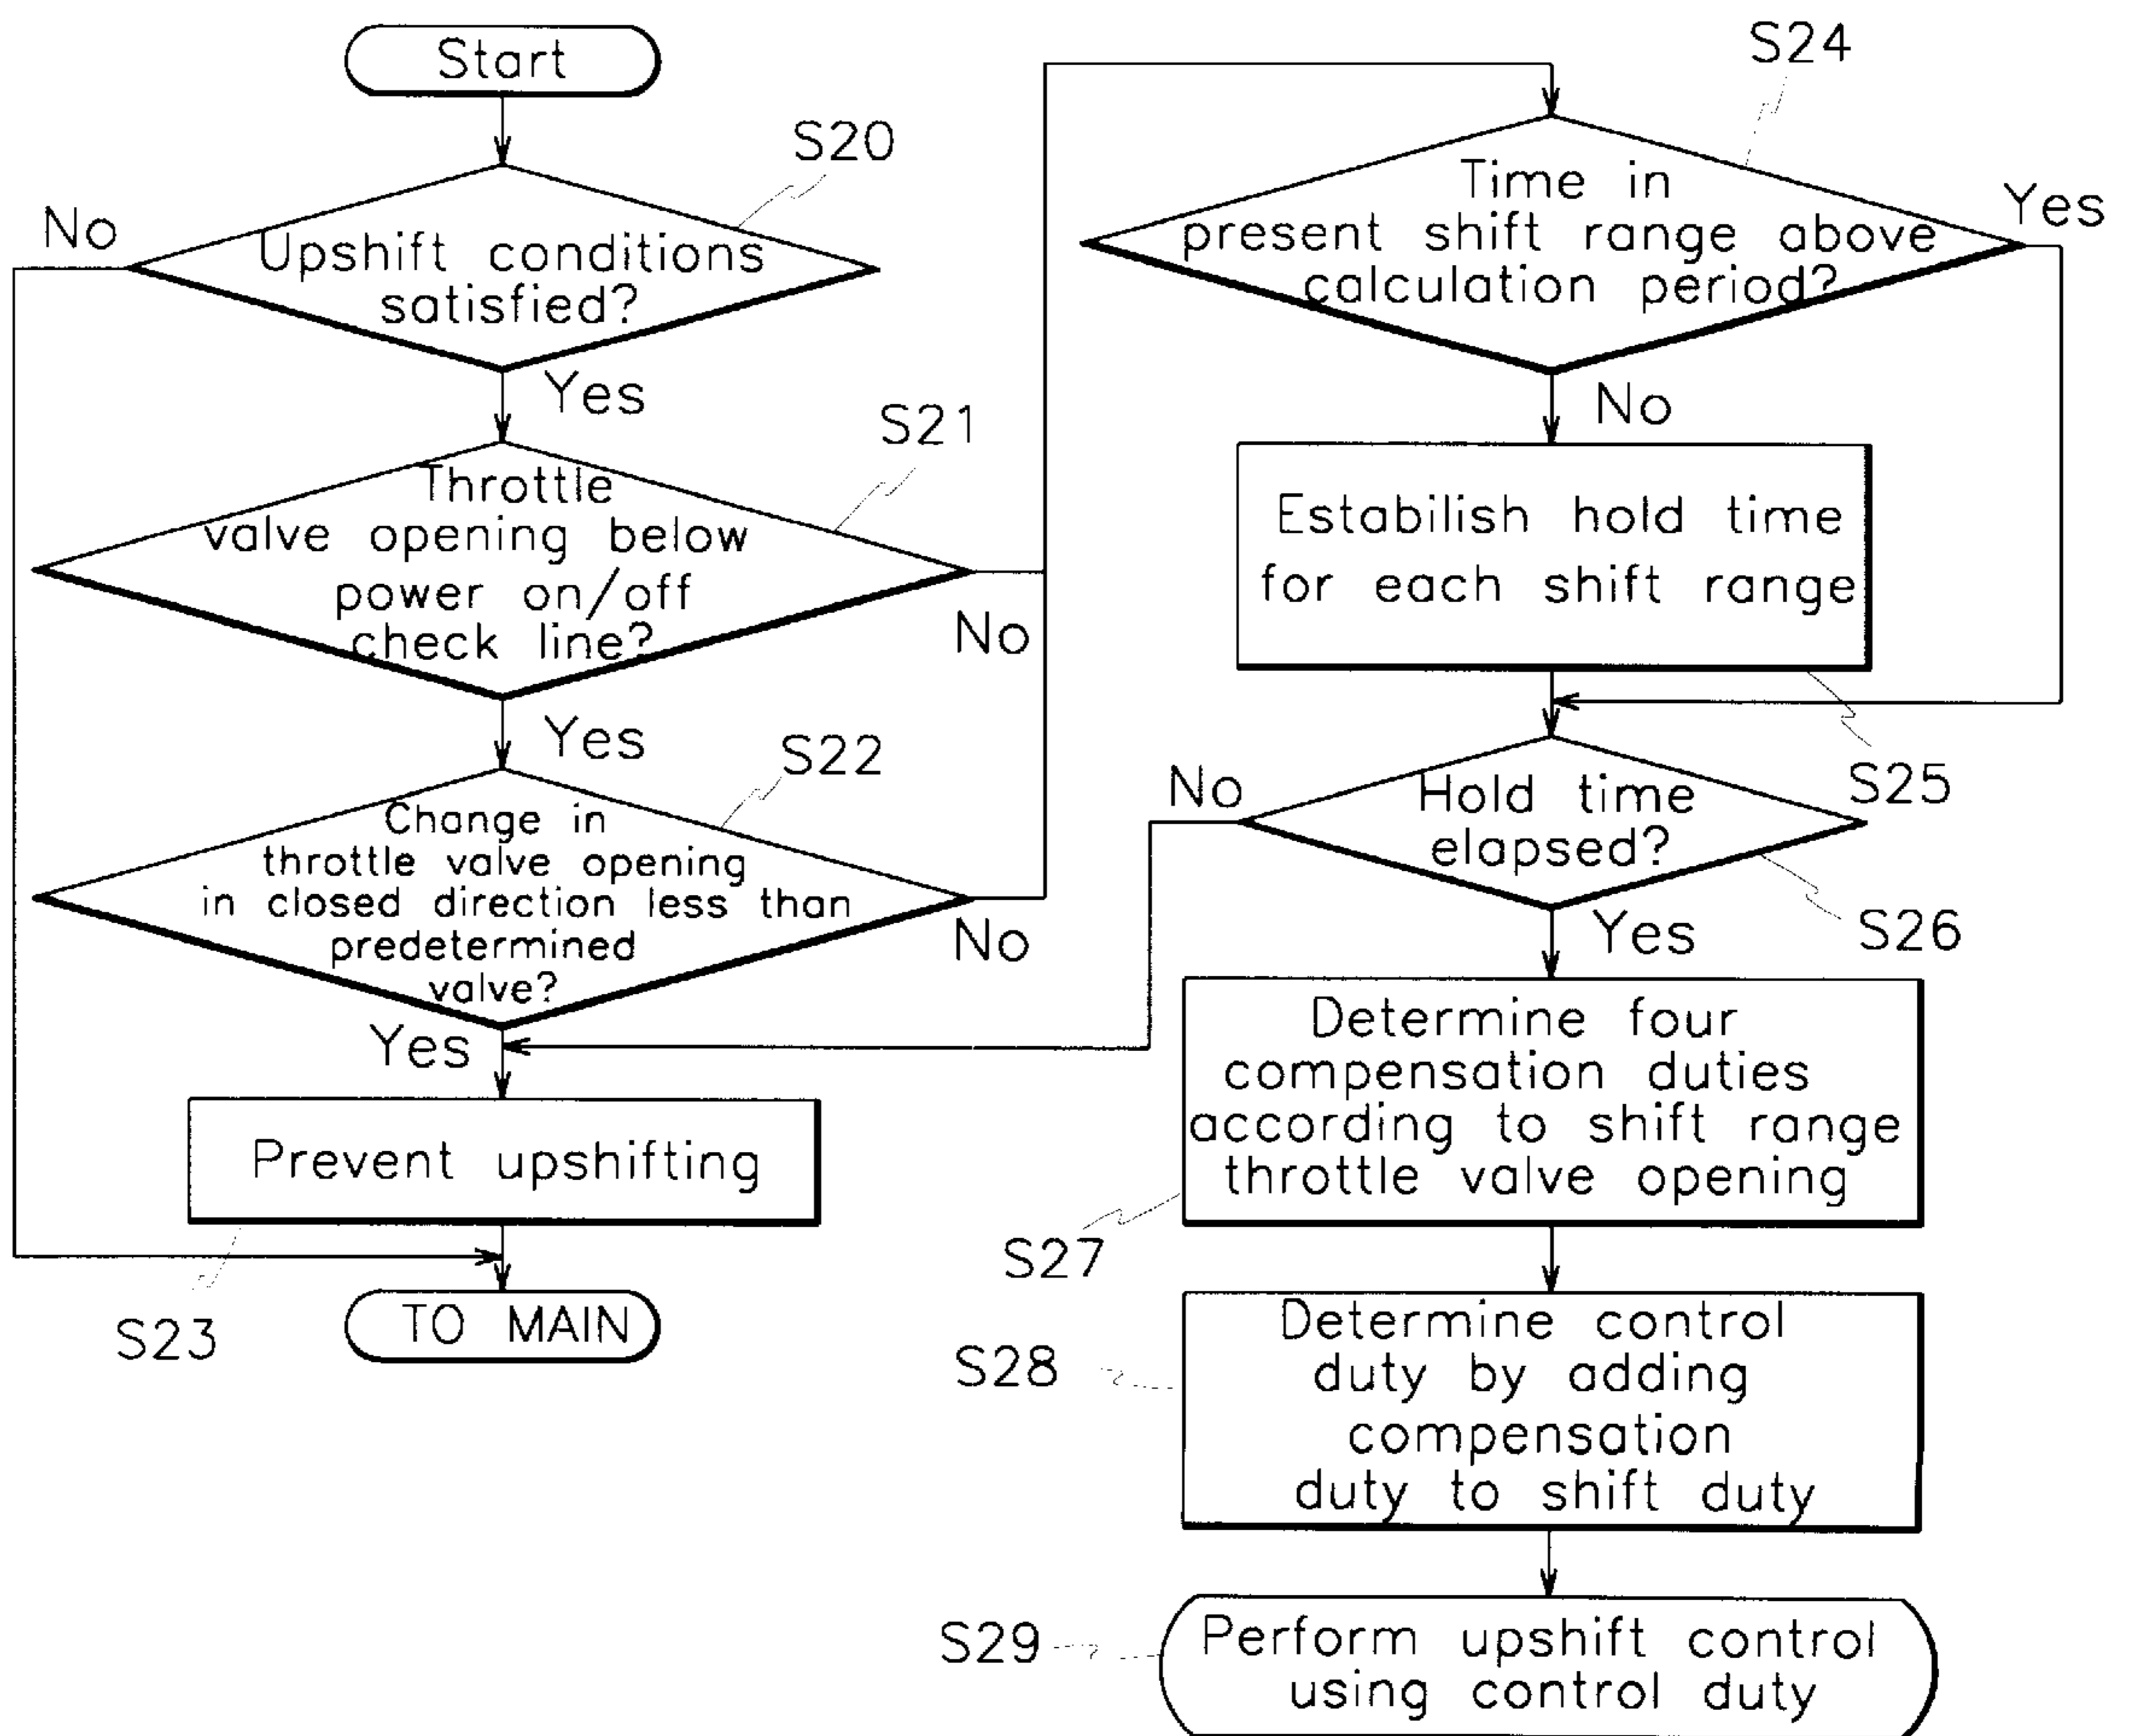 Start
S20
No
Upshift conditions
satisfied?
Yes
S21
Throttle
valve opening below
power on/off
check line?
No
Yes
S22
Change in
throttle valve opening
in closed direction less than
predetermined
valve?
No
Yes
Prevent upshifting
S23
TO MAIN
S24
Time in
present shift range above
calculation period?
Yes
No
Estabilish hold time
for each shift range
S25
No
Hold time
elapsed?
S26
Yes
Determine four
compensation duties
according to shift range
throttle valve opening
S27
Determine control
duty by adding
compensation
duty to shift duty
S28
S29
Perform upshift control
using control duty